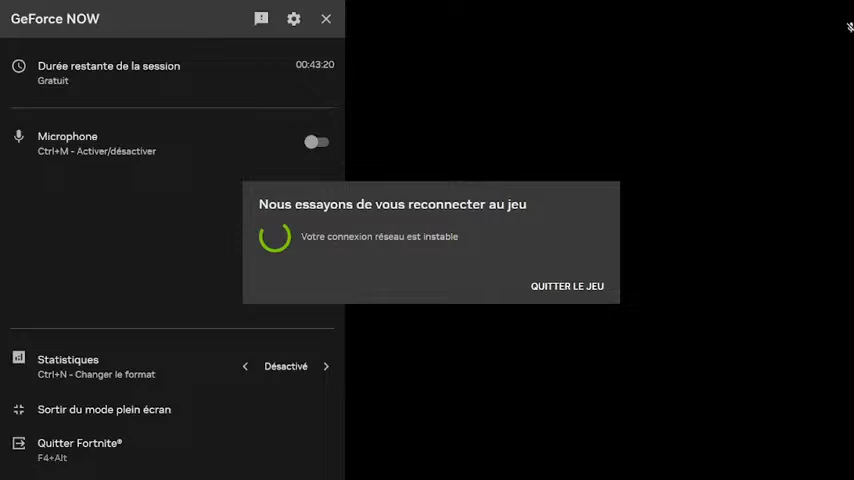 GeForce NOW
Durée restante de la session
00:43:20
Gratuit
Microphone
Ctrl+M - Activer/désactiver
Nous essayons de vous reconnecter au jeu
Votre connexion réseau est instable
QUITTER LE JEU
Statistiques
Ctrl+N - Changer le format
Désactivé
Sortir du mode plein écran
Quitter Fortnite®
F4+Alt